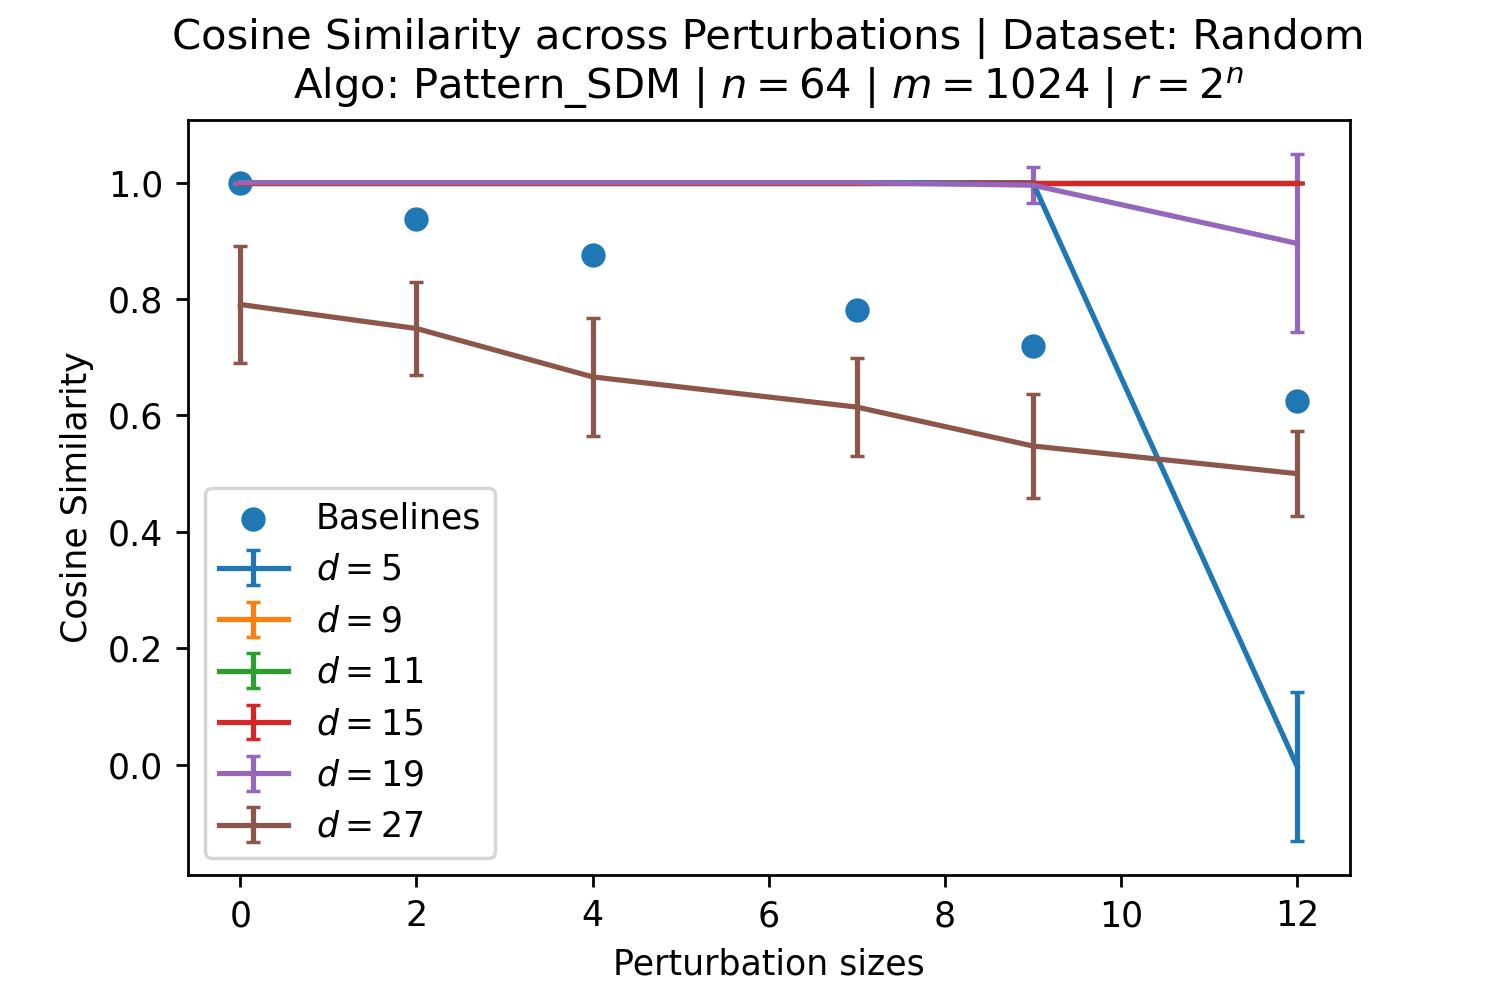 Cosine Similarity across Perturbations | Dataset: Random
Algo: Pattern_SDM | n = 64 | m = 1024 | r = 2ⁿ
1.0
0.8
0.6
0.4
0.2
0.0
Cosine Similarity
Baselines
d = 5
d = 9
d = 11
d = 15
d = 19
d = 27
0 2 4 6 8 10 12
Perturbation sizes